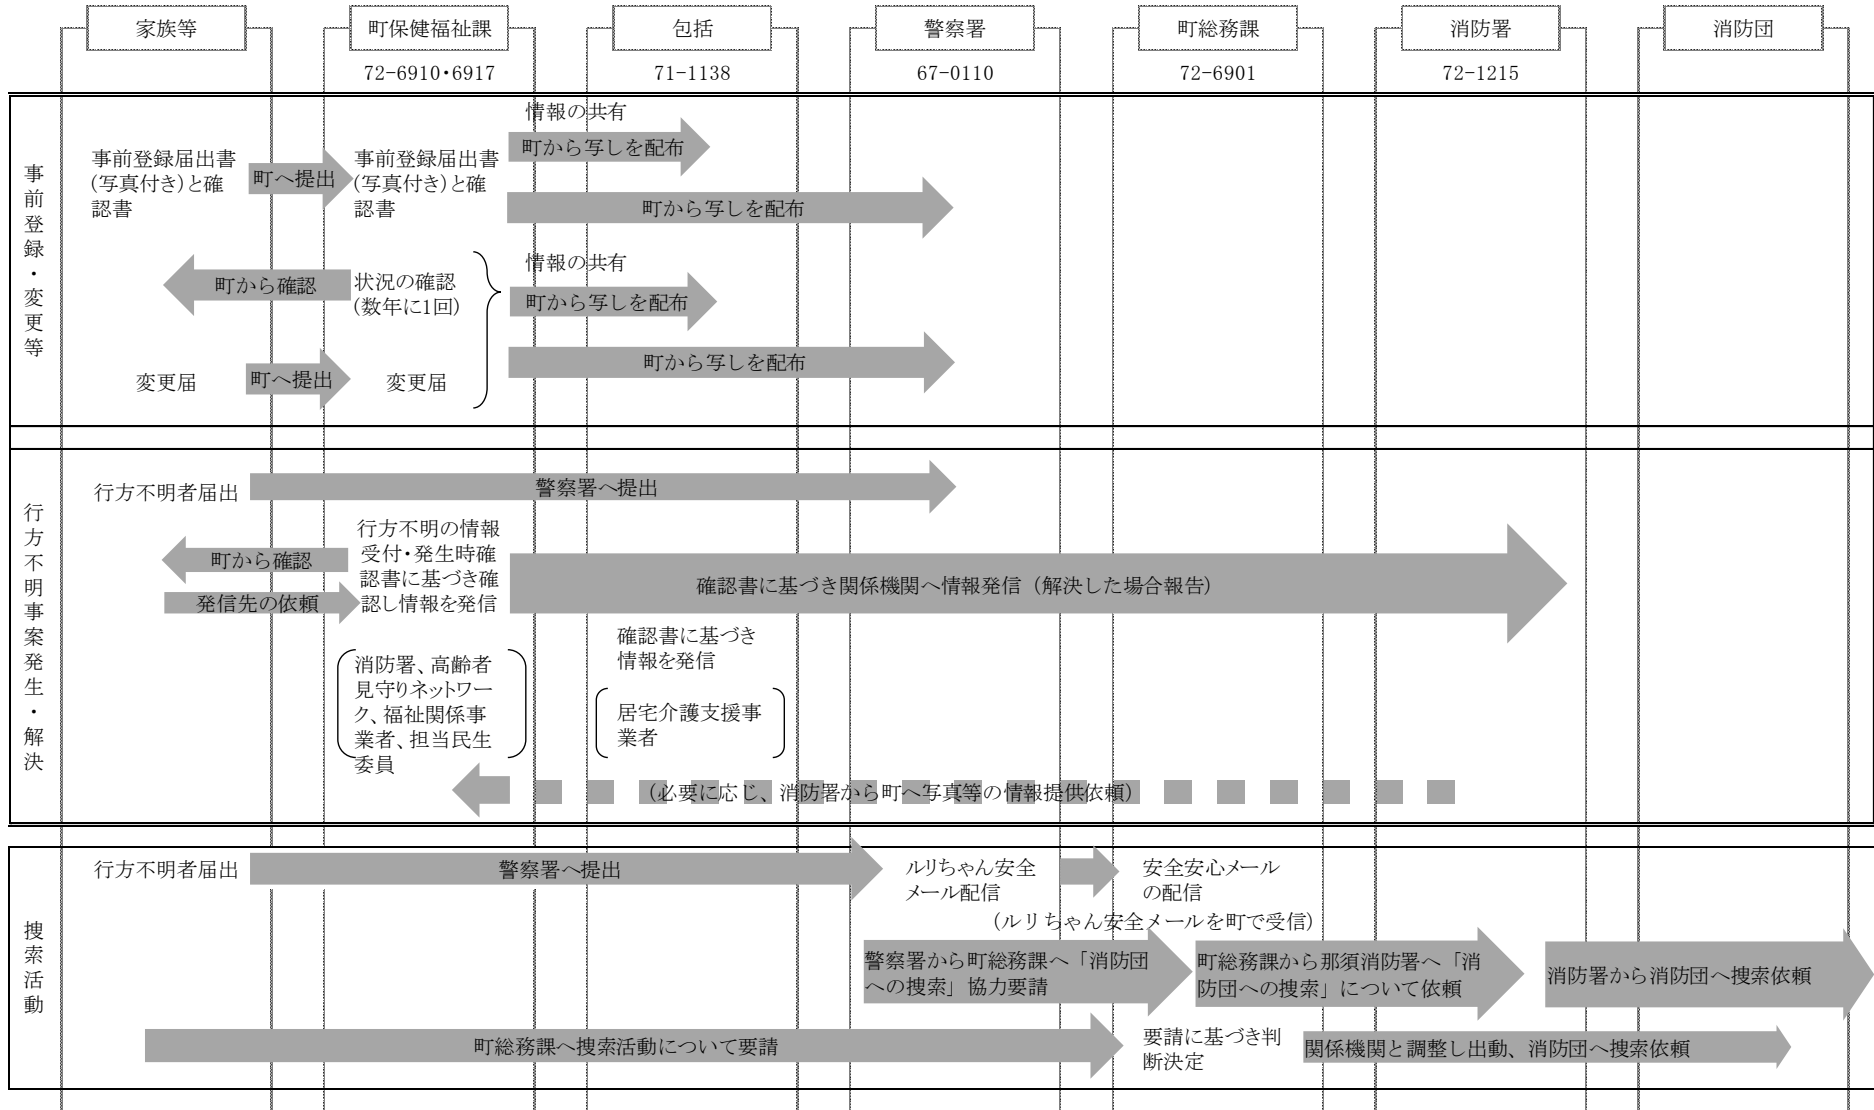 家族等
町保健福祉課
包括
警察署
町総務課
消防署
消防団
72-6910・6917
71-1138
67-0110
72-6901
72-1215
事前登録・変更等
事前登録届出書
(写真付き)と確
認書
町へ提出
事前登録届出書
(写真付き)と確
認書
情報の共有
町から写しを配布
町から写しを配布
町から確認
状況の確認
(数年に1回)
情報の共有
町から写しを配布
町から写しを配布
変更届
町へ提出
変更届
行方不明事案発生・解決
行方不明者届出
警察署へ提出
町から確認
発信先の依頼
行方不明の情報
受付・発生時確
認書に基づき確
認し情報を発信
確認書に基づき関係機関へ情報発信（解決した場合報告）
消防署、高齢者
見守りネットワー
ク、福祉関係事
業者、担当民生
委員
確認書に基づき
情報を発信
居宅介護支援事
業者
（必要に応じ、消防署から町へ写真等の情報提供依頼）
捜索活動
行方不明者届出
警察署へ提出
ルリちゃん安全
メール配信
安全安心メール
の配信
（ルリちゃん安全メールを町で受信）
警察署から町総務課へ「消防団
への捜索」協力要請
町総務課から那須消防署へ「消
防団への捜索」について依頼
消防署から消防団へ捜索依頼
町総務課へ捜索活動について要請
要請に基づき判
断決定
関係機関と調整し出動、消防団へ捜索依頼